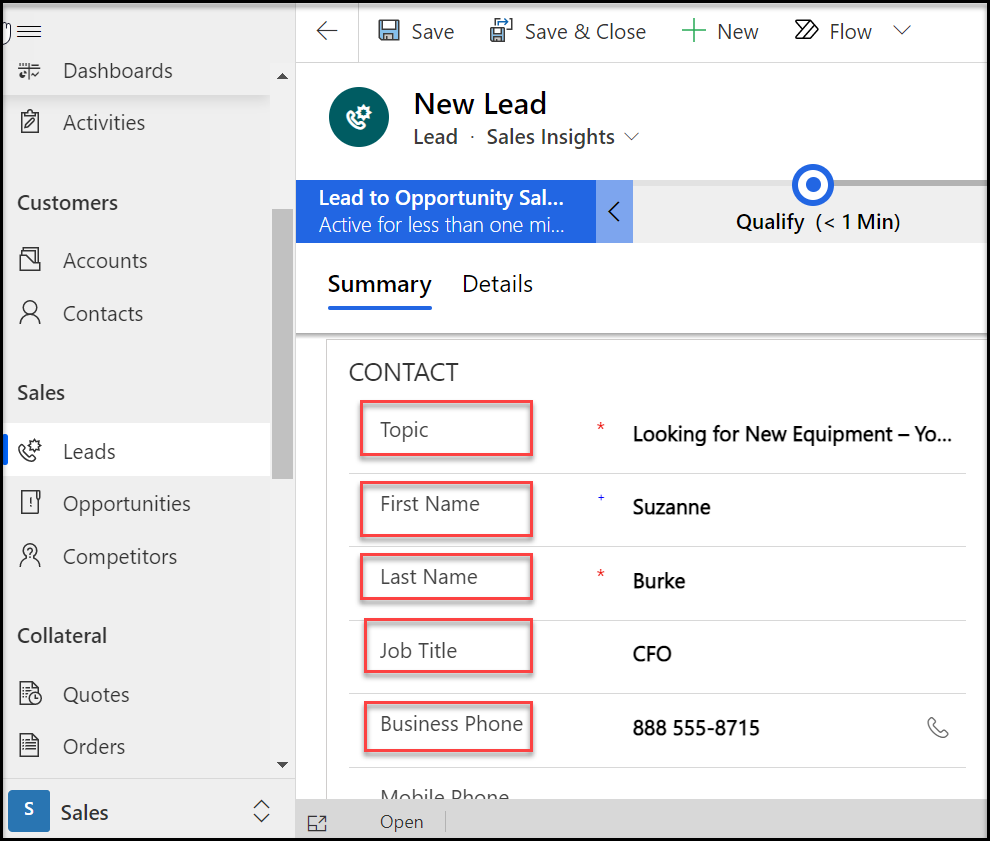 Dashboards
Activities
Customers
Accounts
Contacts
Sales
Leads
Opportunities
Competitors
Collateral
Quotes
Orders
S Sales
Save Save & Close New Flow
New Lead
Lead · Sales Insights
Lead to Opportunity Sal...
Active for less than one mi...
Qualify (< 1 Min)
Summary Details
CONTACT
Topic * Looking for New Equipment – Yo...
First Name + Suzanne
Last Name * Burke
Job Title CFO
Business Phone 888 555-8715
Mobile Phone
Open